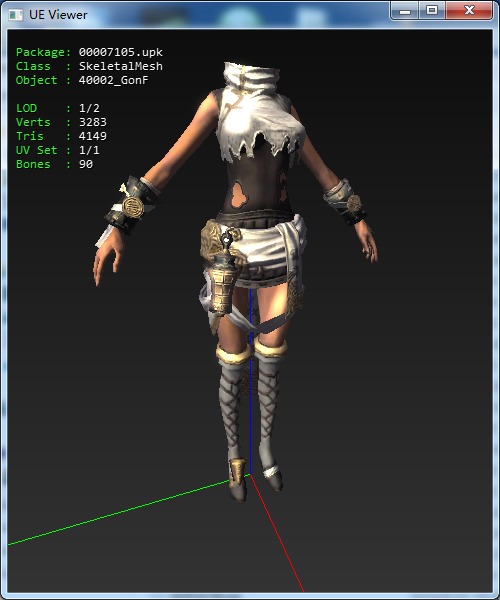 UE Viewer
Package: 00007105.upk
Class : SkeletalMesh
Object : 40002_GonF
LOD : 1/2
Verts : 3283
Tris : 4149
UV Set : 1/1
Bones : 90